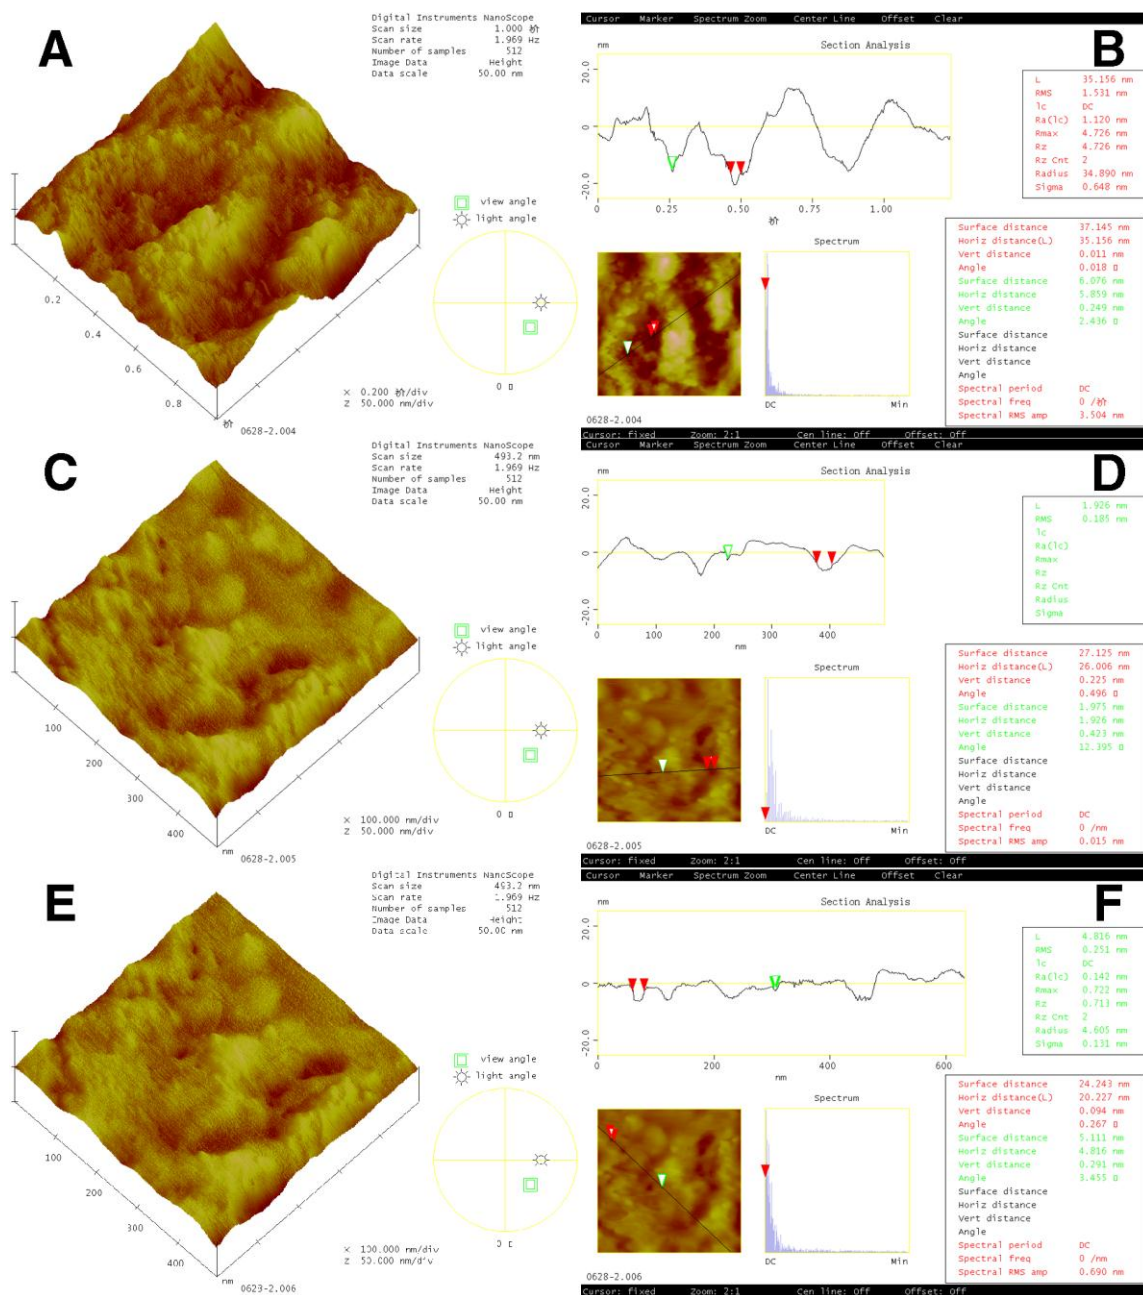 A
Digital Instruments NanoScope
Scan size 1.000
Scan rate 1.969 Hz
Number of samples 512
Image Data Height
Data scale 50.00 nm
view angle
light angle
0.2
0.4
0.6
0.8
X 0.200 /div
Z 50.000 nm/div
0628-2.004
B
Cursor Marker Spectrum Zoom Center Line Offset Clear
nm
Section Analysis
20.0
0
-20.0
0 0.25 0.50 0.75 1.00
L 35.156 nm
RMS 1.531 nm
lc DC
Ra(lc) 1.120 nm
Rmax 4.726 nm
Rz 4.726 nm
Rz Cnt 2
Radius 34.890 nm
Sigma 0.648 nm
Spectrum
DC Min
Surface distance 37.145 nm
Horiz distance(L) 35.156 nm
Vert distance 0.011 nm
Angle 0.018
Surface distance 6.076 nm
Horiz distance 5.859 nm
Vert distance 0.249 nm
Angle 2.436
Surface distance
Horiz distance
Vert distance
Angle
Spectral period DC
Spectral freq 0 /
Spectral RMS amp 3.504 nm
0628-2.004
Cursor: fixed Zoom: 2:1 Cen line: Off Offset: Off
C
Digital Instruments NanoScope
Scan size 493.2 nm
Scan rate 1.969 Hz
Number of samples 512
Image Data Height
Data scale 50.00 nm
view angle
light angle
100
200
300
400
nm
X 100.000 nm/div
Z 50.000 nm/div
0628-2.005
D
Cursor Marker Spectrum Zoom Center Line Offset Clear
nm
Section Analysis
20.0
0
-20.0
0 100 200 300 400
nm
L 1.926 nm
RMS 0.185 nm
lc
Ra(lc)
Rmax
Rz
Rz Cnt
Radius
Sigma
Spectrum
DC Min
Surface distance 27.125 nm
Horiz distance(L) 26.006 nm
Vert distance 0.225 nm
Angle 0.496
Surface distance 1.975 nm
Horiz distance 1.926 nm
Vert distance 0.423 nm
Angle 12.395
Surface distance
Horiz distance
Vert distance
Angle
Spectral period DC
Spectral freq 0 /nm
Spectral RMS amp 0.015 nm
0628-2.005
Cursor: fixed Zoom: 2:1 Cen line: Off Offset: Off
E
Digital Instruments NanoScope
Scan size 493.2 nm
Scan rate 1.969 Hz
Number of samples 512
Image Data Height
Data scale 50.00 nm
view angle
light angle
100
200
300
400
nm
X 100.000 nm/div
Z 50.000 nm/div
0623-2.006
F
Cursor Marker Spectrum Zoom Center Line Offset Clear
nm
Section Analysis
20.0
0
-20.0
0 200 400 600
nm
L 4.816 nm
RMS 0.251 nm
lc DC
Ra(lc) 0.142 nm
Rmax 0.722 nm
Rz 0.713 nm
Rz Cnt 2
Radius 4.605 nm
Sigma 0.131 nm
Spectrum
DC Min
Surface distance 24.243 nm
Horiz distance(L) 20.227 nm
Vert distance 0.094 nm
Angle 0.267
Surface distance 5.111 nm
Horiz distance 4.816 nm
Vert distance 0.291 nm
Angle 3.455
Surface distance
Horiz distance
Vert distance
Angle
Spectral period DC
Spectral freq 0 /nm
Spectral RMS amp 0.690 nm
0628-2.006
Cursor: fixed Zoom: 2:1 Cen line: Off Offset: Off